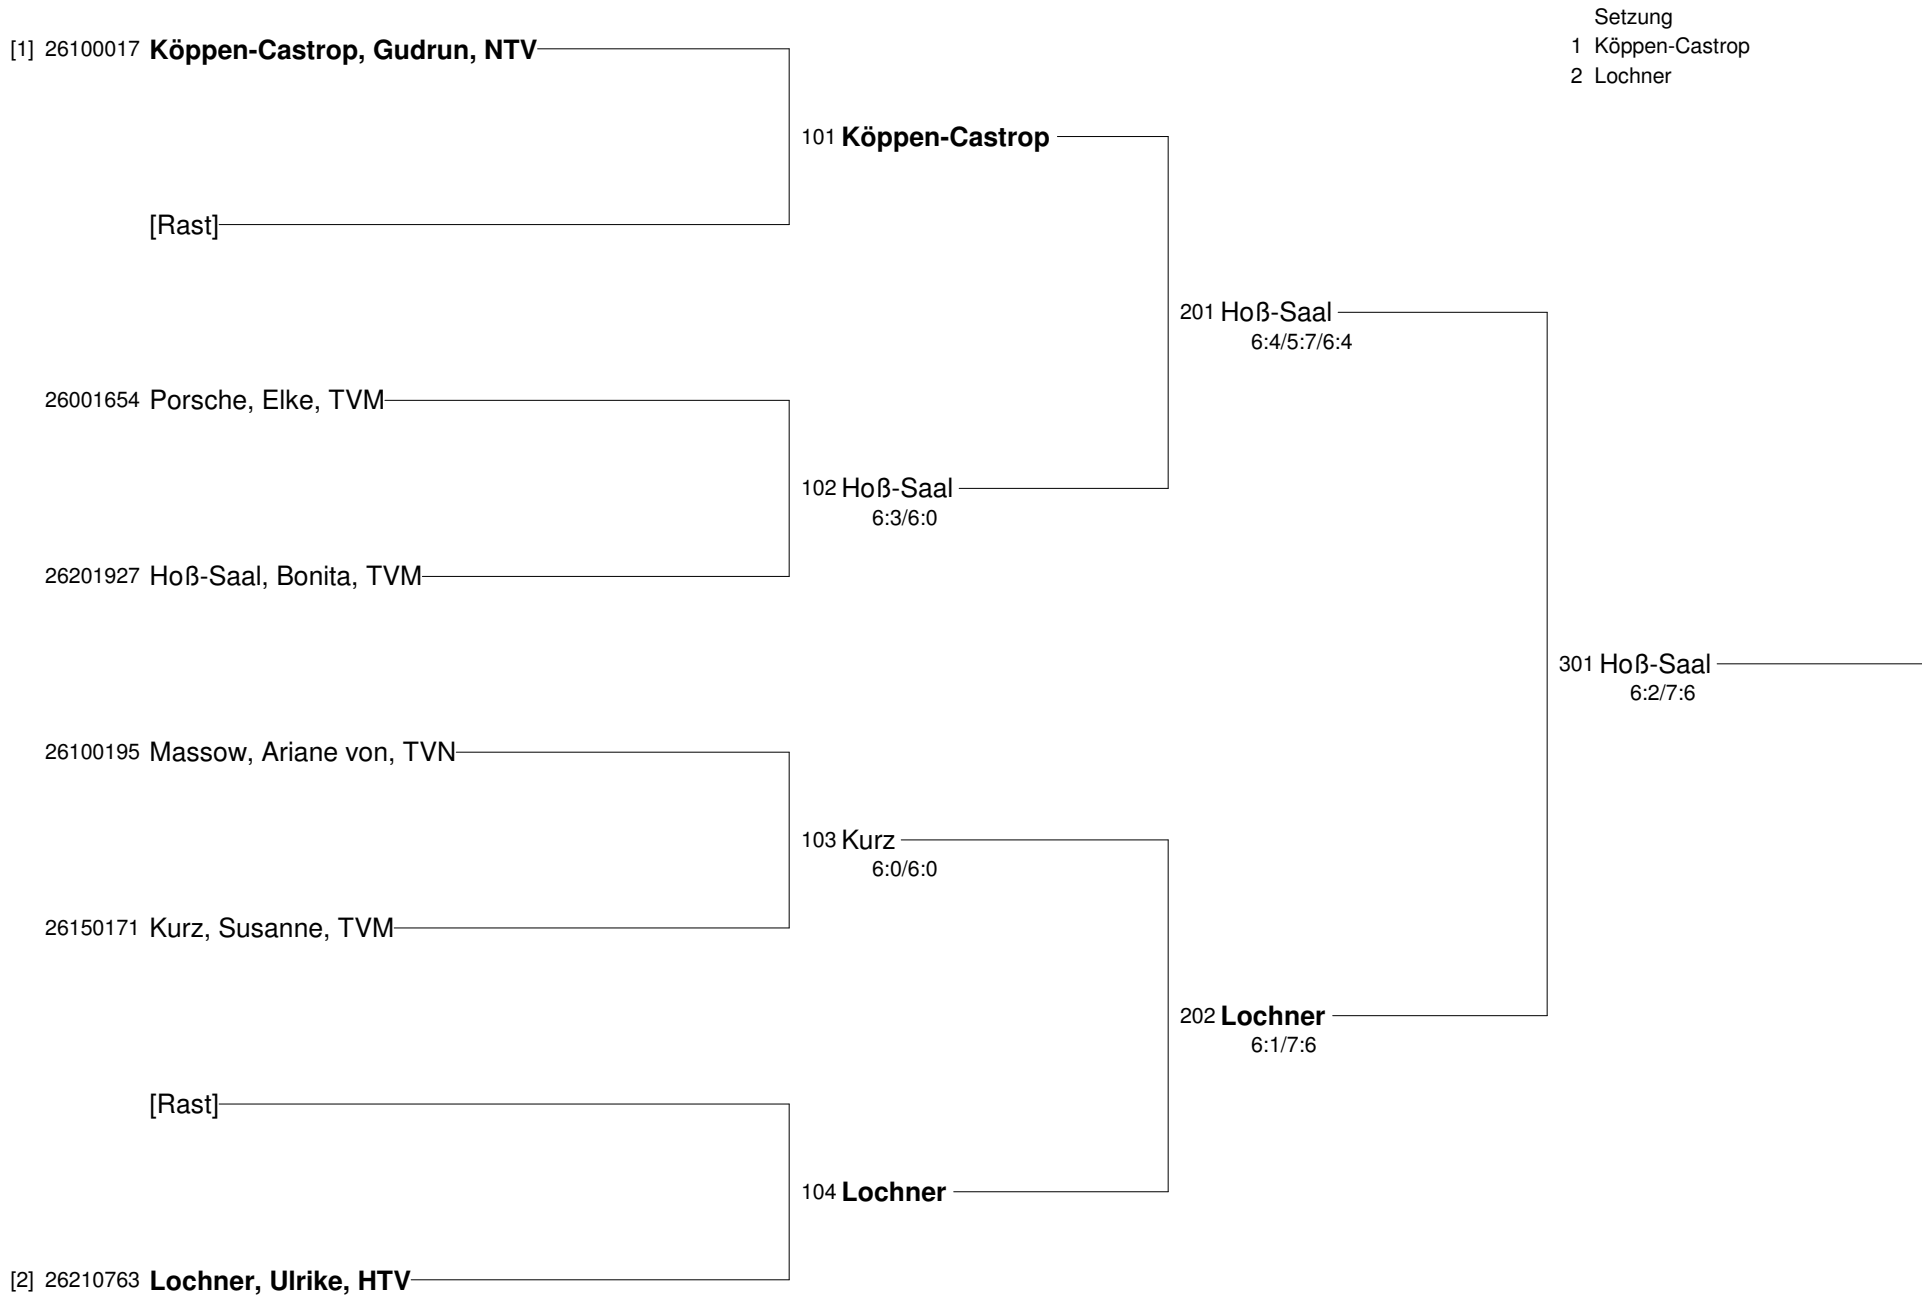 Setzung
1 Köppen-Castrop
2 Lochner
[1] 26100017 Köppen-Castrop, Gudrun, NTV
101 Köppen-Castrop
[Rast]
201 Hoß-Saal
6:4/5:7/6:4
26001654 Porsche, Elke, TVM
102 Hoß-Saal
6:3/6:0
26201927 Hoß-Saal, Bonita, TVM
301 Hoß-Saal
6:2/7:6
26100195 Massow, Ariane von, TVN
103 Kurz
6:0/6:0
26150171 Kurz, Susanne, TVM
202 Lochner
6:1/7:6
[Rast]
104 Lochner
[2] 26210763 Lochner, Ulrike, HTV